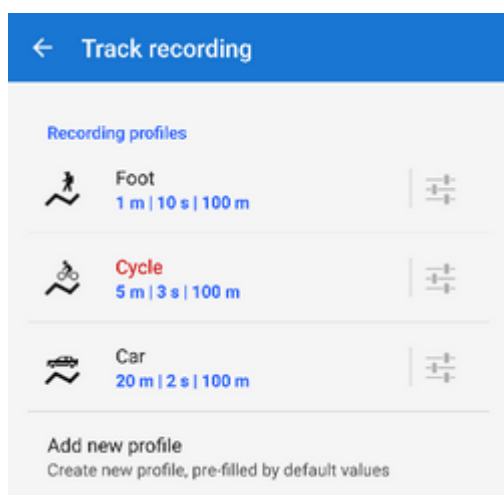 Track recording
Recording profiles
Foot
1 m | 10 s | 100 m
Cycle
5 m | 3 s | 100 m
Car
20 m | 2 s | 100 m
Add new profile
Create new profile, pre-filled by default values